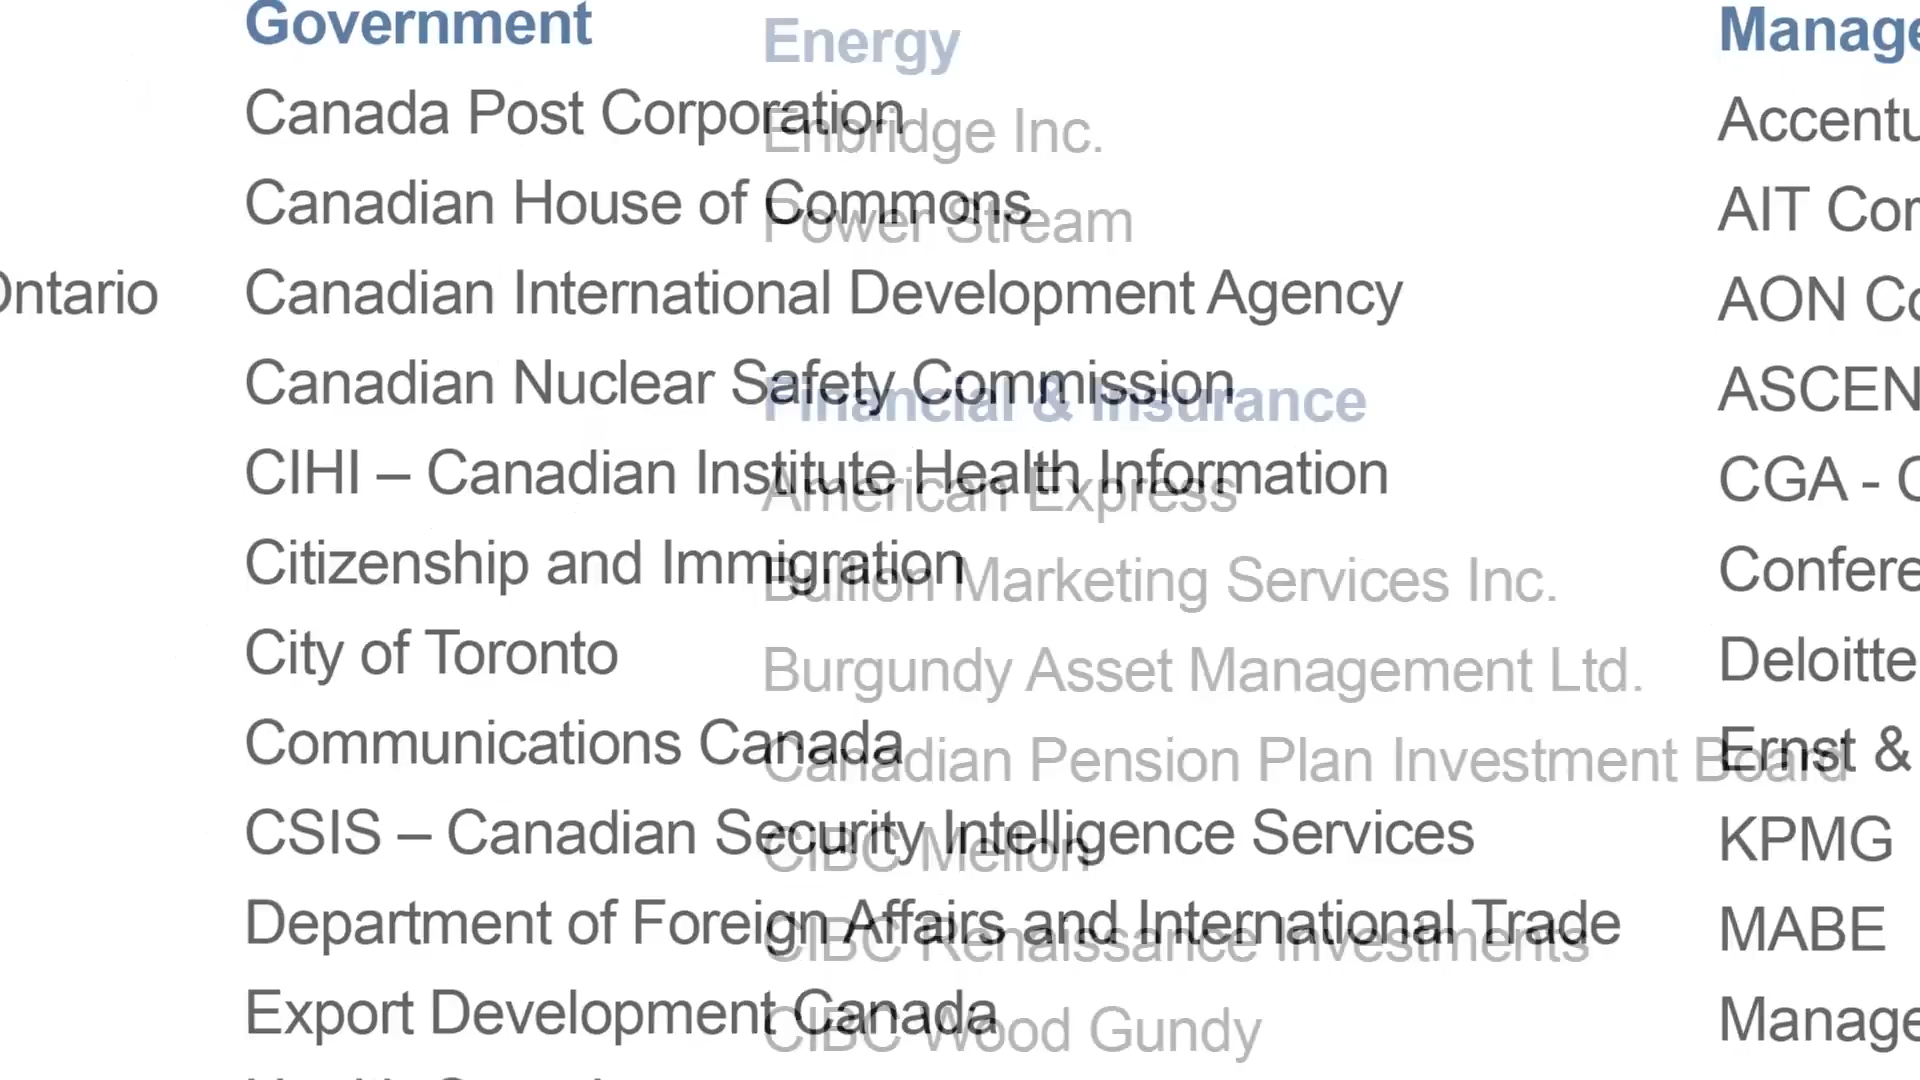 Government
Canada Post Corporation
Canadian House of Commons
Canadian International Development Agency
Canadian Nuclear Safety Commission
CIHI – Canadian Institute Health Information
Citizenship and Immigration
City of Toronto
Communications Canada
CSIS – Canadian Security Intelligence Services
Department of Foreign Affairs and International Trade
Export Development Canada
Energy
Enbridge Inc.
Power Stream
Financial & Insurance
American Express
Bullion Marketing Services Inc.
Burgundy Asset Management Ltd.
Canadian Pension Plan Investment Board
CIBC Mellon
CIBC Renaissance Investments
CIBC Wood Gundy
Ontario
Manage
Accentu
AIT Cor
AON Co
ASCEN
CGA - C
Confere
Deloitte
Ernst &
KPMG
MABE
Manage